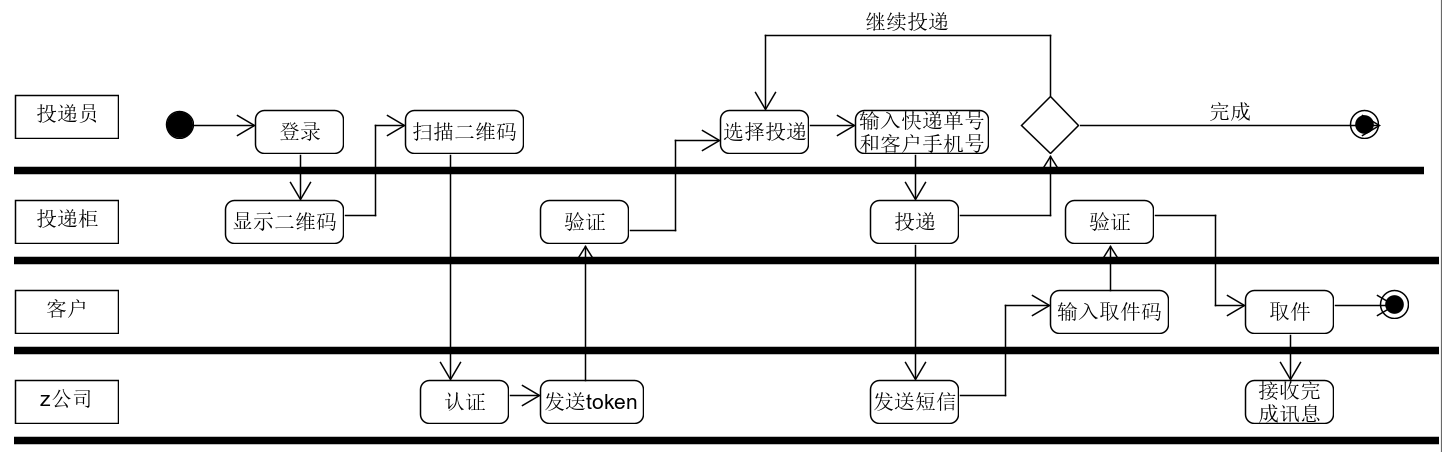 继续投递
投递员
登录
扫描二维码
选择投递
输入快递单号
和客户手机号
完成
投递柜
显示二维码
验证
投递
验证
客户
输入取件码
取件
z公司
认证
发送token
发送短信
接收完
成讯息